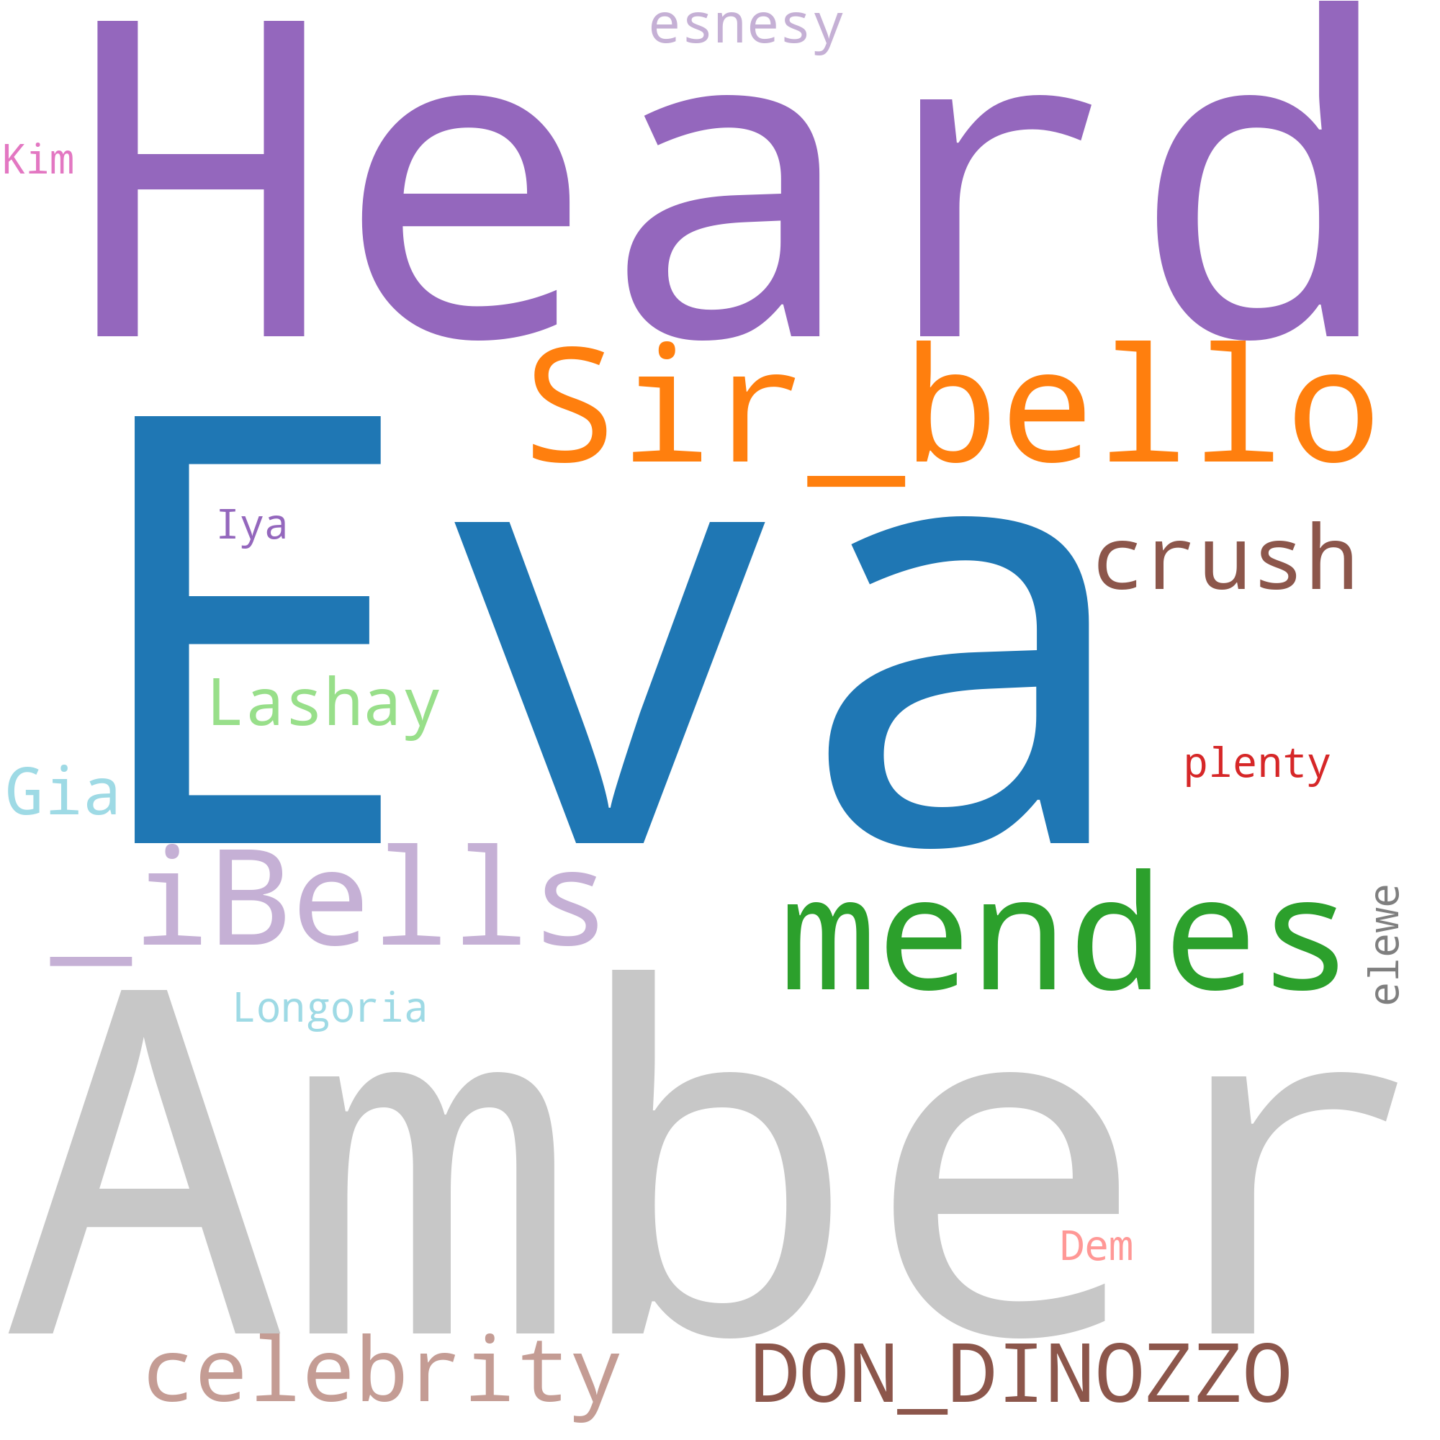 esnesy
Heard
Kim
Sir_bello
Eva
Iya
crush
Lashay
plenty
Gia
_iBells
mendes
elewe
Longoria
Amber
Dem
celebrity
DON_DINOZZO